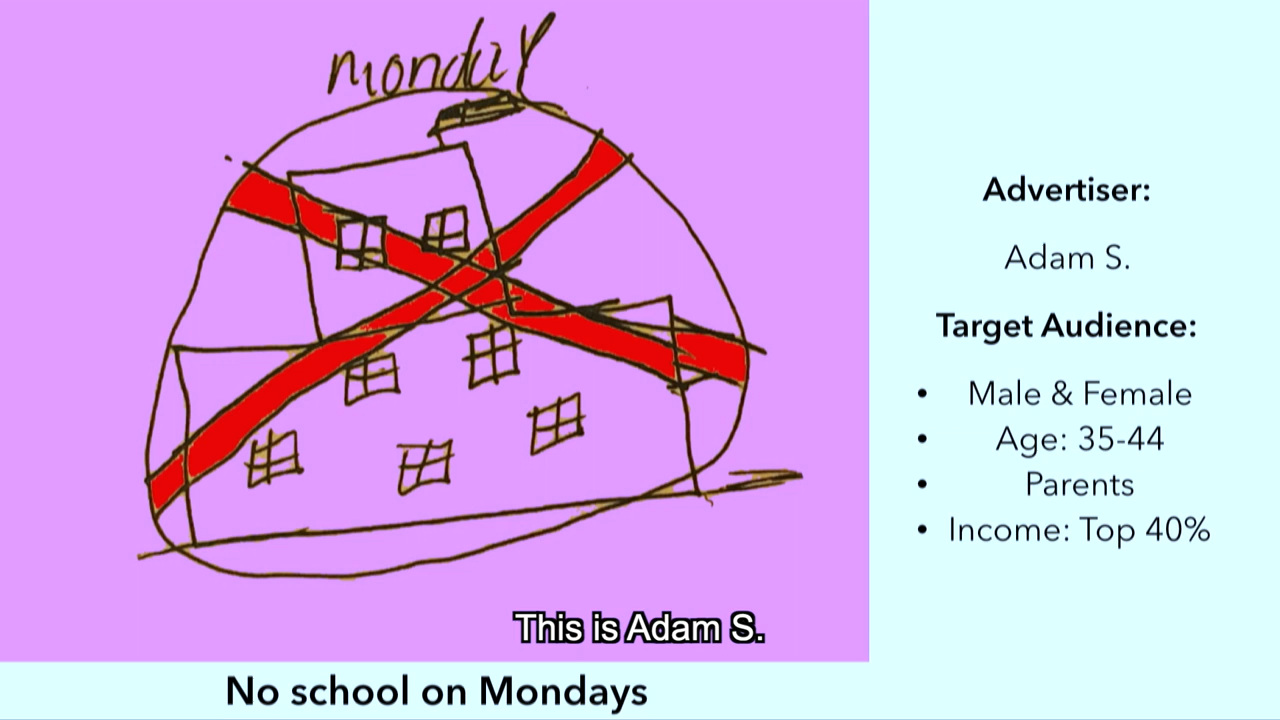 monday
This is Adam S.
No school on Mondays
Advertiser:
Adam S.
Target Audience:
• Male & Female
• Age: 35-44
• Parents
• Income: Top 40%